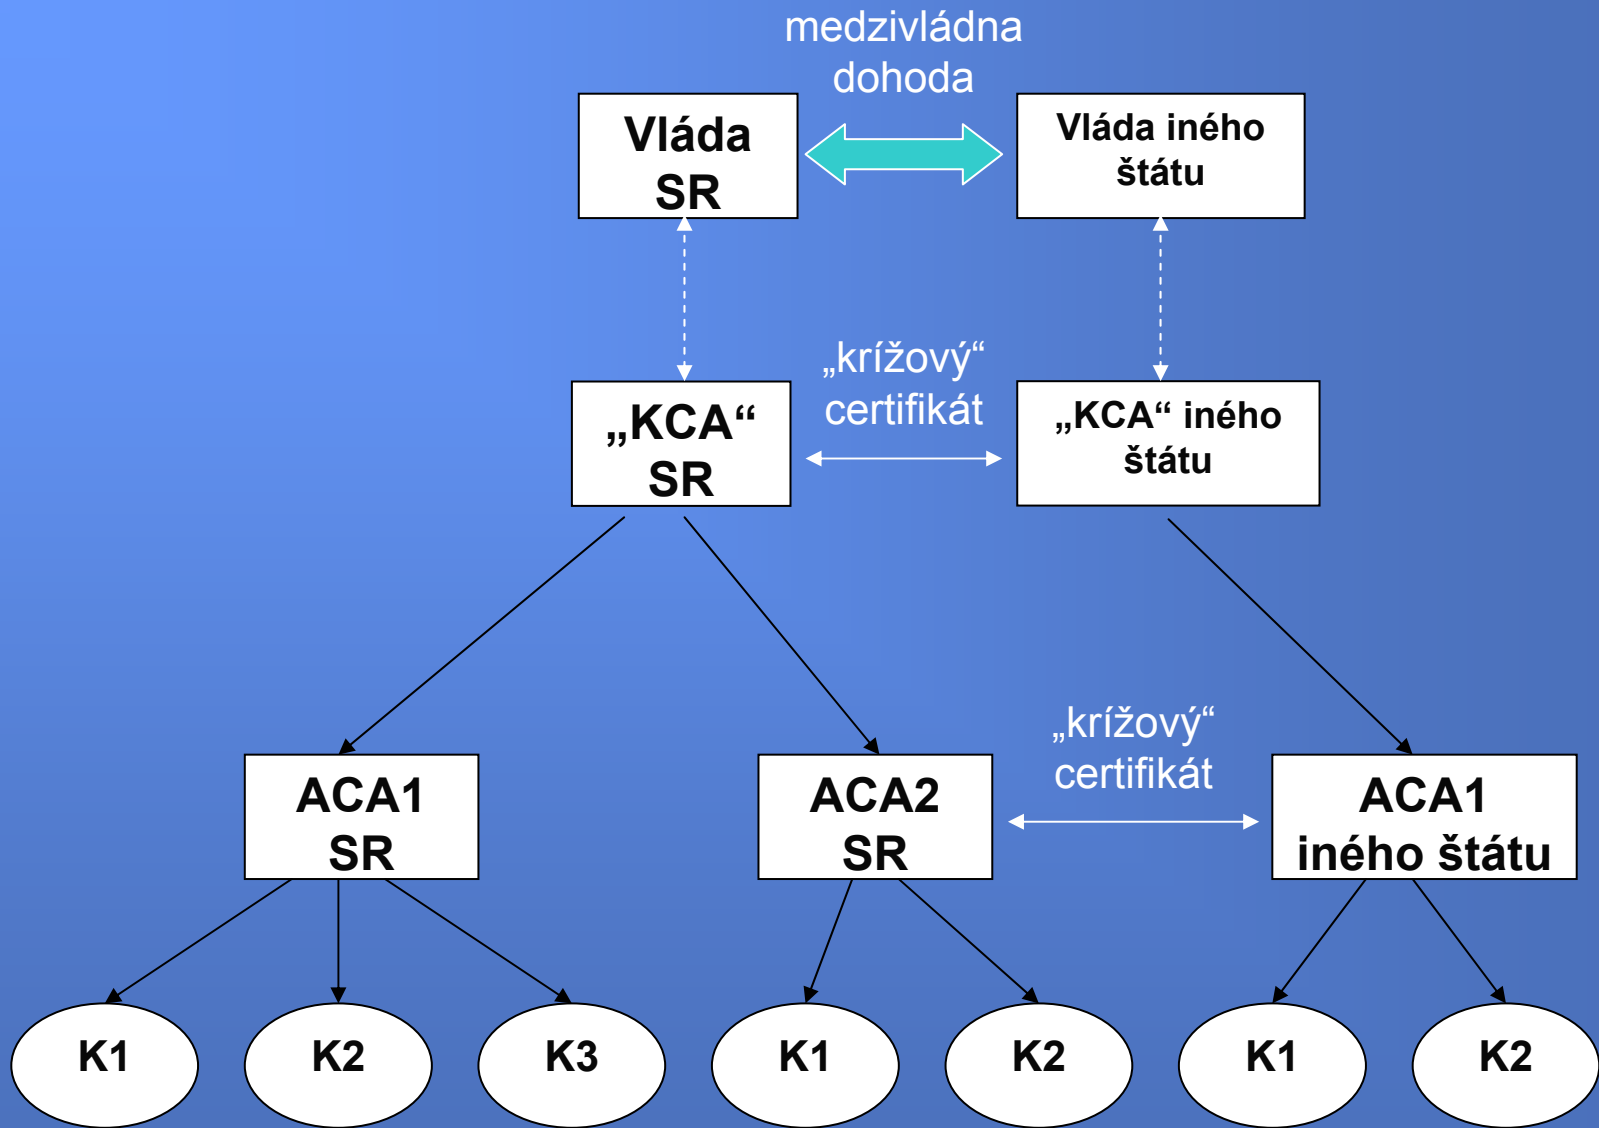 medzivládna
dohoda
Vláda
SR
Vláda iného
štátu
„krížový“
certifikát
„KCA“
SR
„KCA“ iného
štátu
„krížový“
certifikát
ACA1
SR
ACA2
SR
ACA1
iného štátu
K1
K2
K3
K1
K2
K1
K2